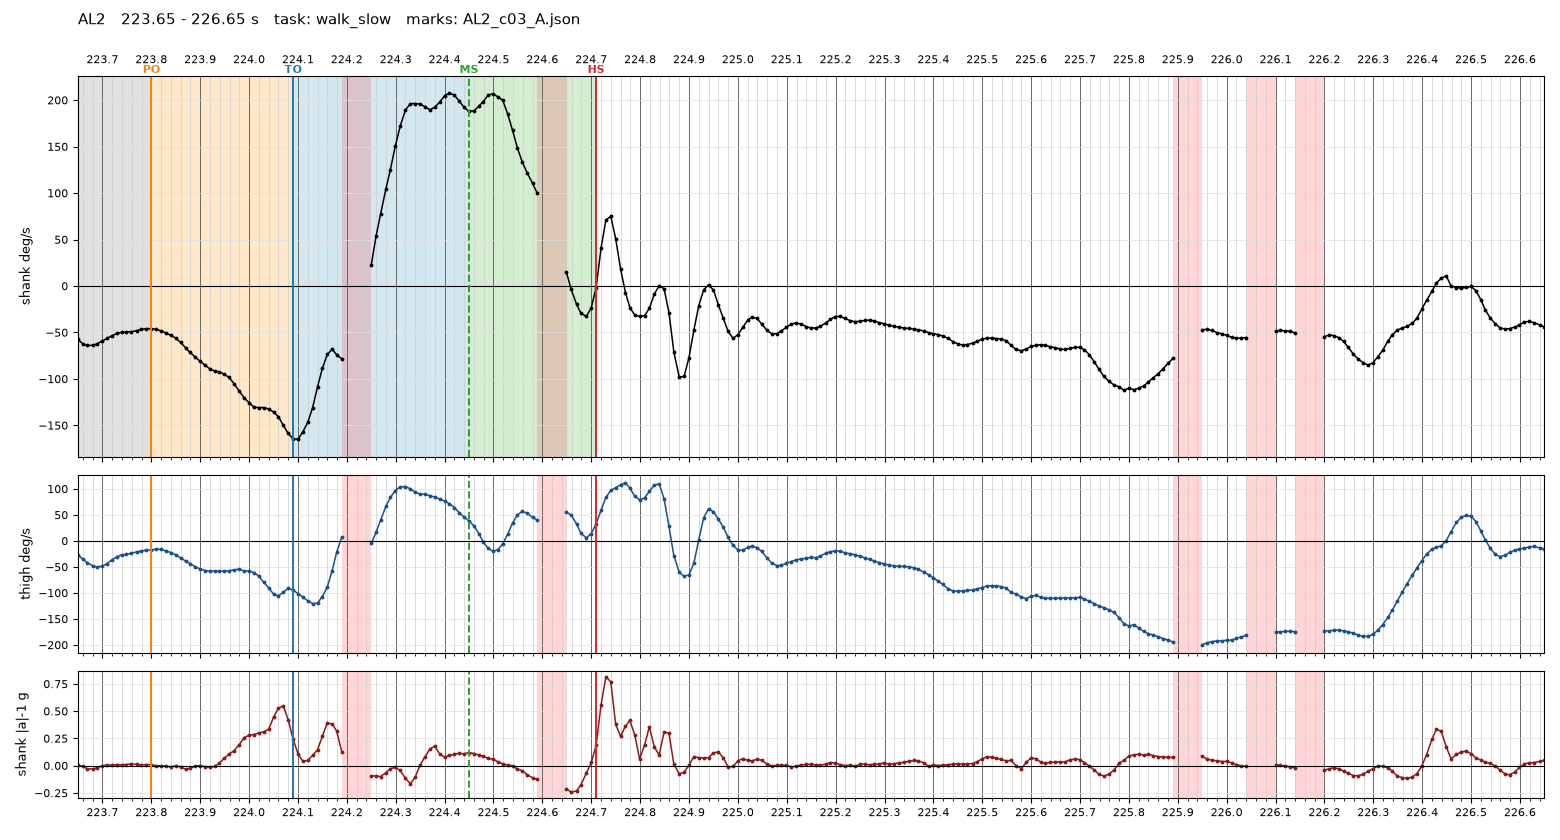 AL2   223.65 - 226.65 s   task: walk_slow   marks: AL2_c03_A.json
223.7 223.8 223.9 224.0 224.1 224.2 224.3 224.4 224.5 224.6 224.7 224.8 224.9 225.0 225.1 225.2 225.3 225.4 225.5 225.6 225.7 225.8 225.9 226.0 226.1 226.2 226.3 226.4 226.5 226.6
PO TO MS HS
shank deg/s
200
150
100
50
0
−50
−100
−150
thigh deg/s
100
50
0
−50
−100
−150
−200
shank |a|-1 g
0.75
0.50
0.25
0.00
−0.25
223.7 223.8 223.9 224.0 224.1 224.2 224.3 224.4 224.5 224.6 224.7 224.8 224.9 225.0 225.1 225.2 225.3 225.4 225.5 225.6 225.7 225.8 225.9 226.0 226.1 226.2 226.3 226.4 226.5 226.6